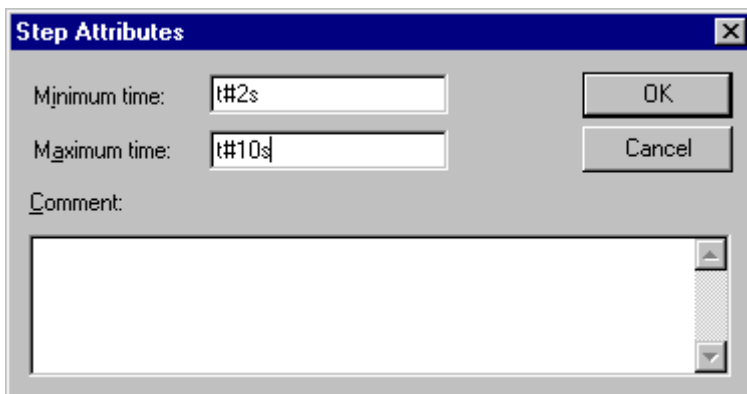 Step Attributes
Minimum time: t#2s OK
Maximum time: t#10s Cancel
Comment: